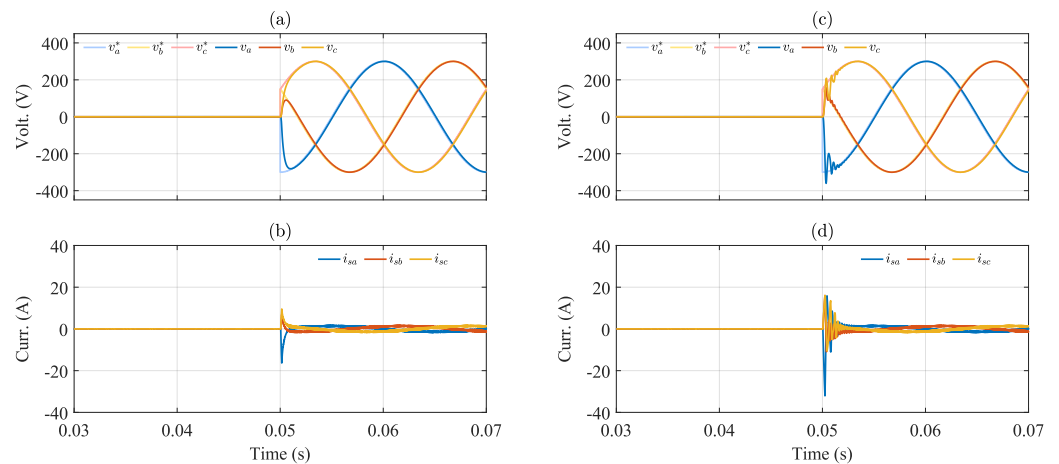 (a)
v*a v*b v*c va vb vc
400
200
0
-200
-400
Volt. (V)
(c)
v*a v*b v*c va vb vc
400
200
0
-200
-400
Volt. (V)
(b)
isa isb isc
40
20
0
-20
-40
Curr. (A)
0.03 0.04 0.05 0.06 0.07
Time (s)
(d)
isa isb isc
40
20
0
-20
-40
Curr. (A)
0.03 0.04 0.05 0.06 0.07
Time (s)